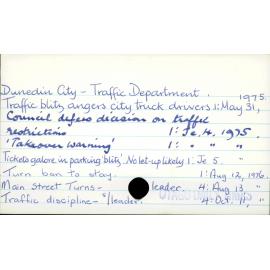 Dunedin City - Traffic Department. 1975.
Traffic blitz angers city truck drivers 1: May 31,
Council defers decision on traffic
restrictions 1: Je. 4, 1975.
'Takeover warning' 1: " " "
Tickets galore in parking 'blitz'. No let-up likely 1: Je 5.
Turn ban to stay. 1: Aug 12, 1976.
Main Street Turns - s/leader. 4: Aug 13 "
Traffic discipline - s/leader. 4: Oct. 11, "